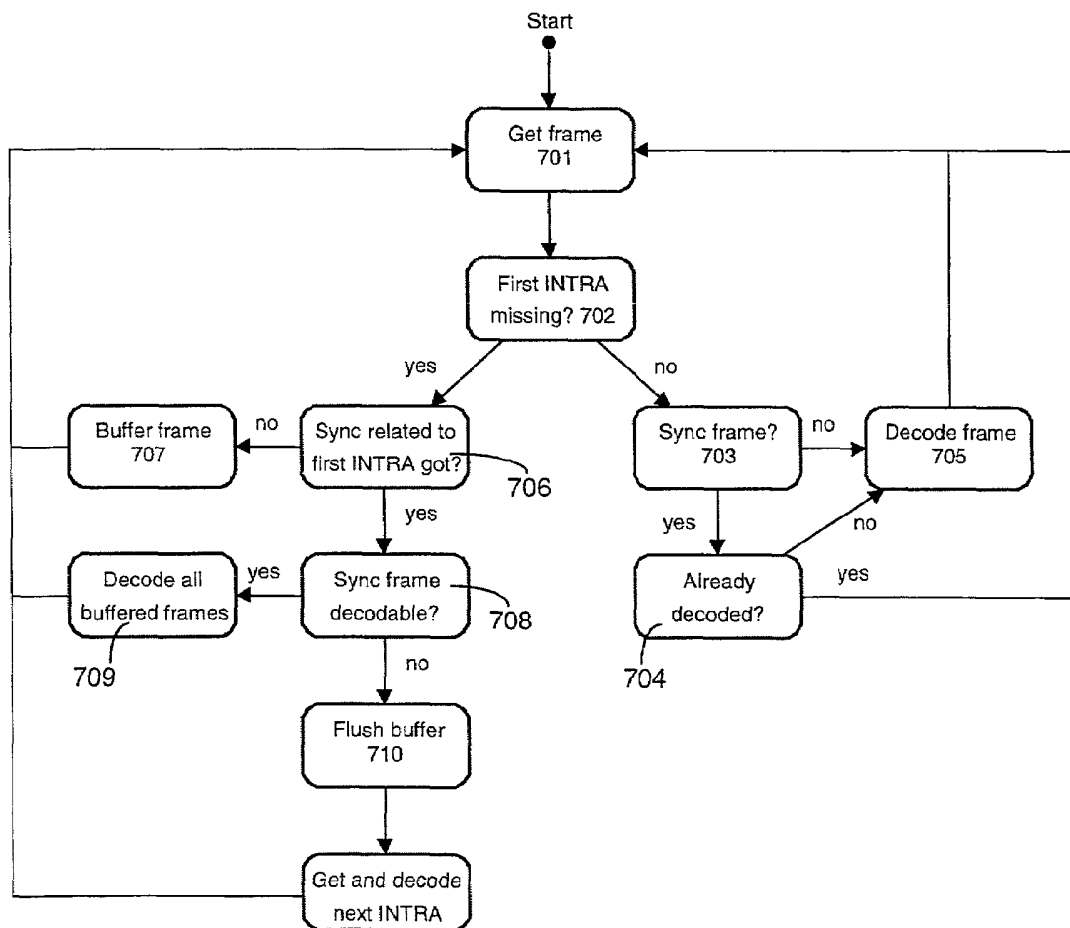 Start
Get frame
701
First INTRA
missing? 702
yes
no
Buffer frame
707
no
Sync related to
first INTRA got?
706
Sync frame?
703
no
Decode frame
705
yes
yes
no
Decode all
buffered frames
709
yes
Sync frame
decodable?
708
Already
decoded?
704
yes
no
Flush buffer
710
Get and decode
next INTRA